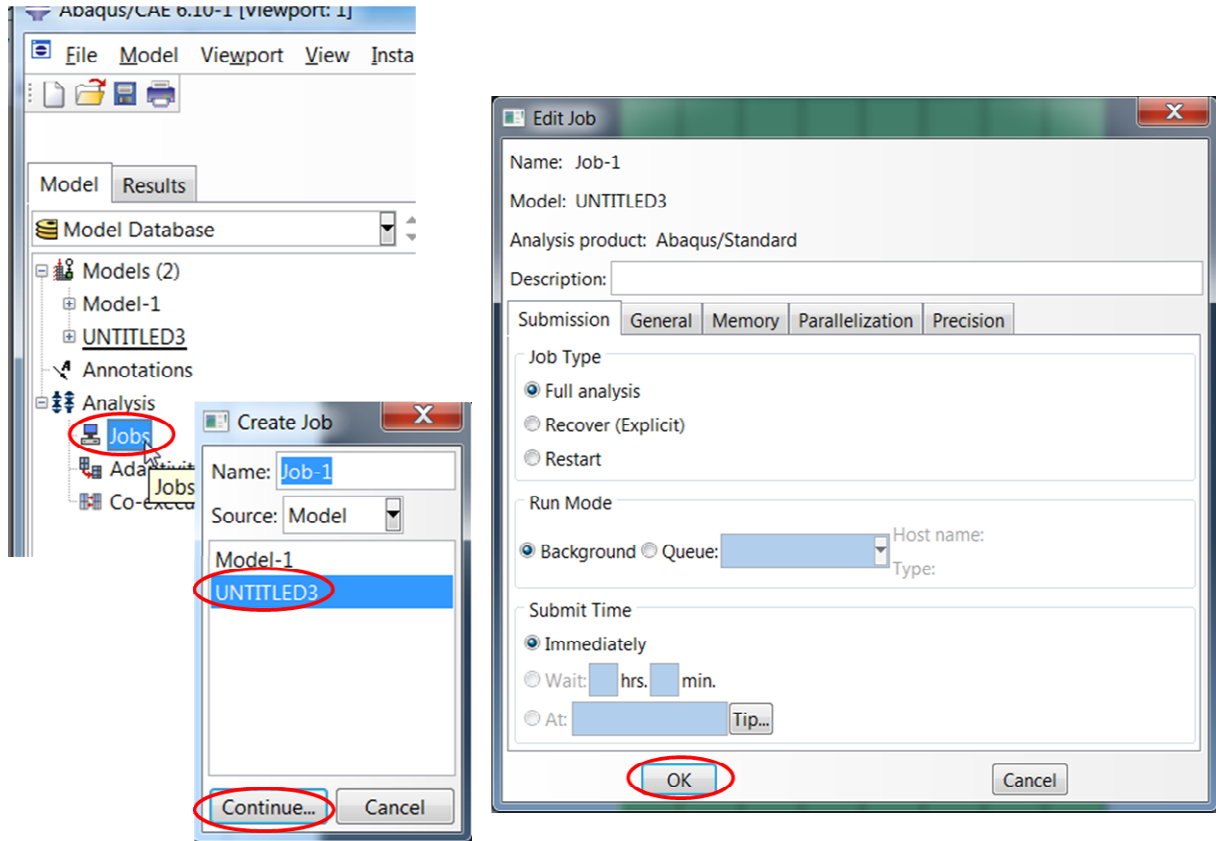 Abaqus/CAE 6.10-1 [Viewport: 1]
File Model Viewport View Insta
Model Results
Model Database
Models (2)
Model-1
UNTITLED3
Annotations
Analysis
Jobs
Jobs
Create Job
Name: Job-1
Source: Model
Model-1
UNTITLED3
Continue... Cancel
Edit Job
Name: Job-1
Model: UNTITLED3
Analysis product: Abaqus/Standard
Description:
Submission General Memory Parallelization Precision
Job Type
Full analysis
Recover (Explicit)
Restart
Run Mode
Background Queue: Host name:
Type:
Submit Time
Immediately
Wait: hrs. min.
At: Tip...
OK Cancel